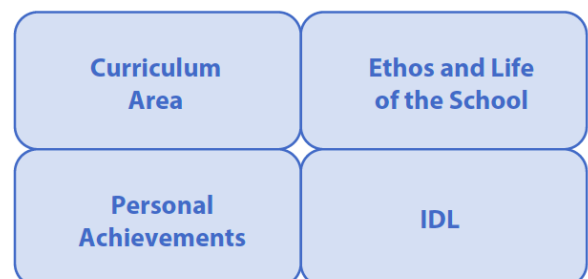 Curriculum
Area
Ethos and Life
of the School
Personal
Achievements
IDL